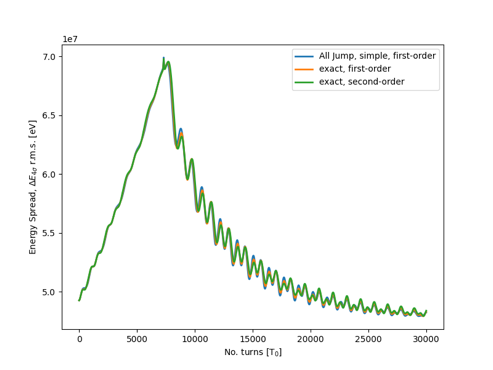 1e7
All Jump, simple, first-order
exact, first-order
exact, second-order
Energy Spread, ΔE₄σ r.m.s. [eV]
7.0
6.5
6.0
5.5
5.0
0 5000 10000 15000 20000 25000 30000
No. turns [T₀]